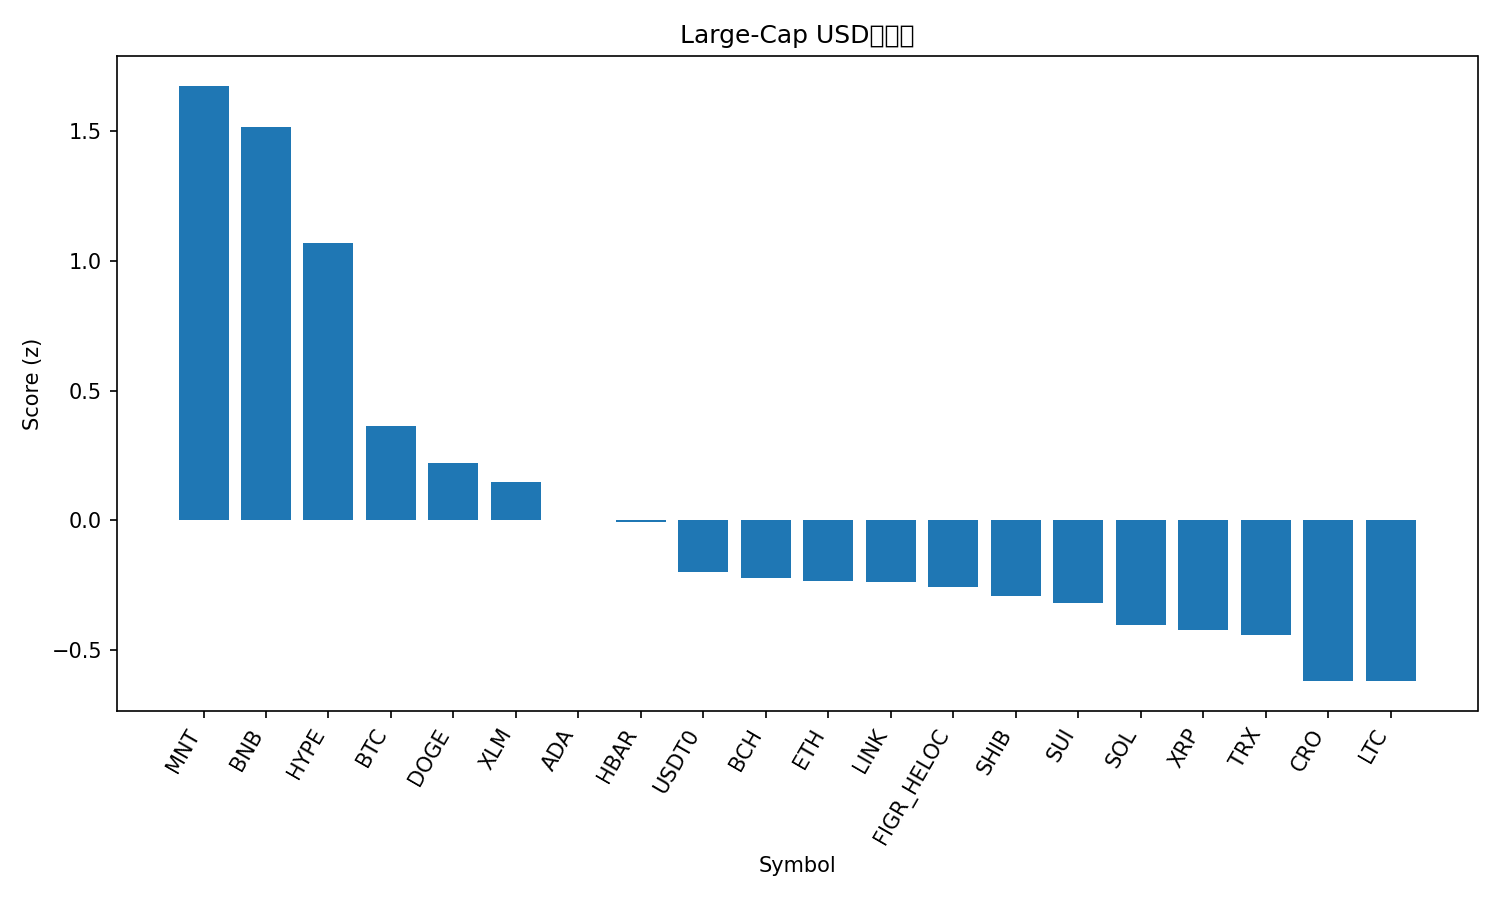 Large-Cap USD
Score (z)
1.5
1.0
0.5
0.0
−0.5
MNT
BNB
HYPE
BTC
DOGE
XLM
ADA
HBAR
USDT0
BCH
ETH
LINK
FIGR_HELOC
SHIB
SUI
SOL
XRP
TRX
CRO
LTC
Symbol